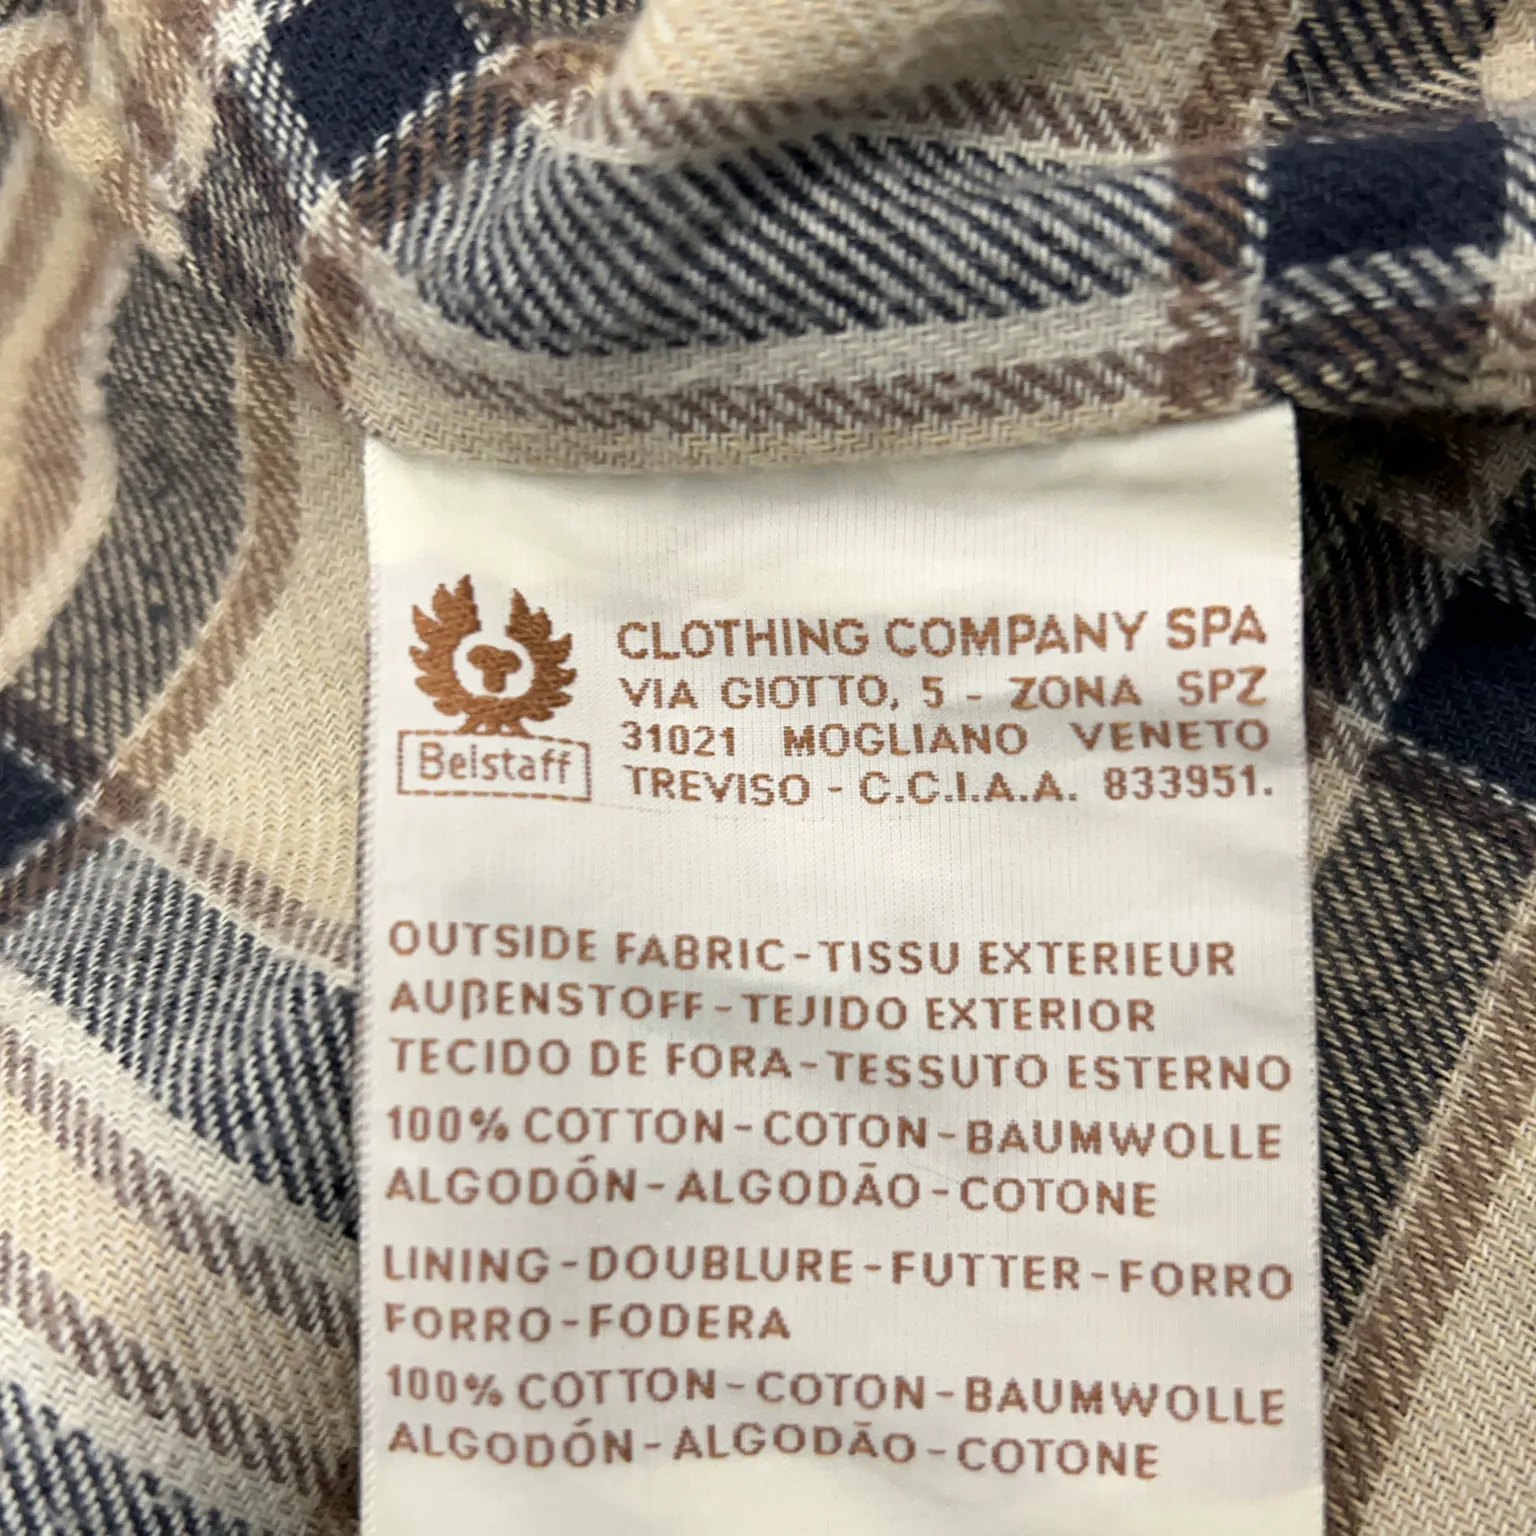 Belstaff
CLOTHING COMPANY SPA
VIA GIOTTO, 5 - ZONA SPZ
31021 MOGLIANO VENETO
TREVISO - C.C.I.A.A. 833951.
OUTSIDE FABRIC-TISSU EXTERIEUR
AUßENSTOFF-TEJIDO EXTERIOR
TECIDO DE FORA-TESSUTO ESTERNO
100% COTTON-COTON-BAUMWOLLE
ALGODÓN-ALGODÃO-COTONE
LINING-DOUBLURE-FUTTER-FORRO
FORRO-FODERA
100% COTTON-COTON-BAUMWOLLE
ALGODÓN-ALGODÃO-COTONE